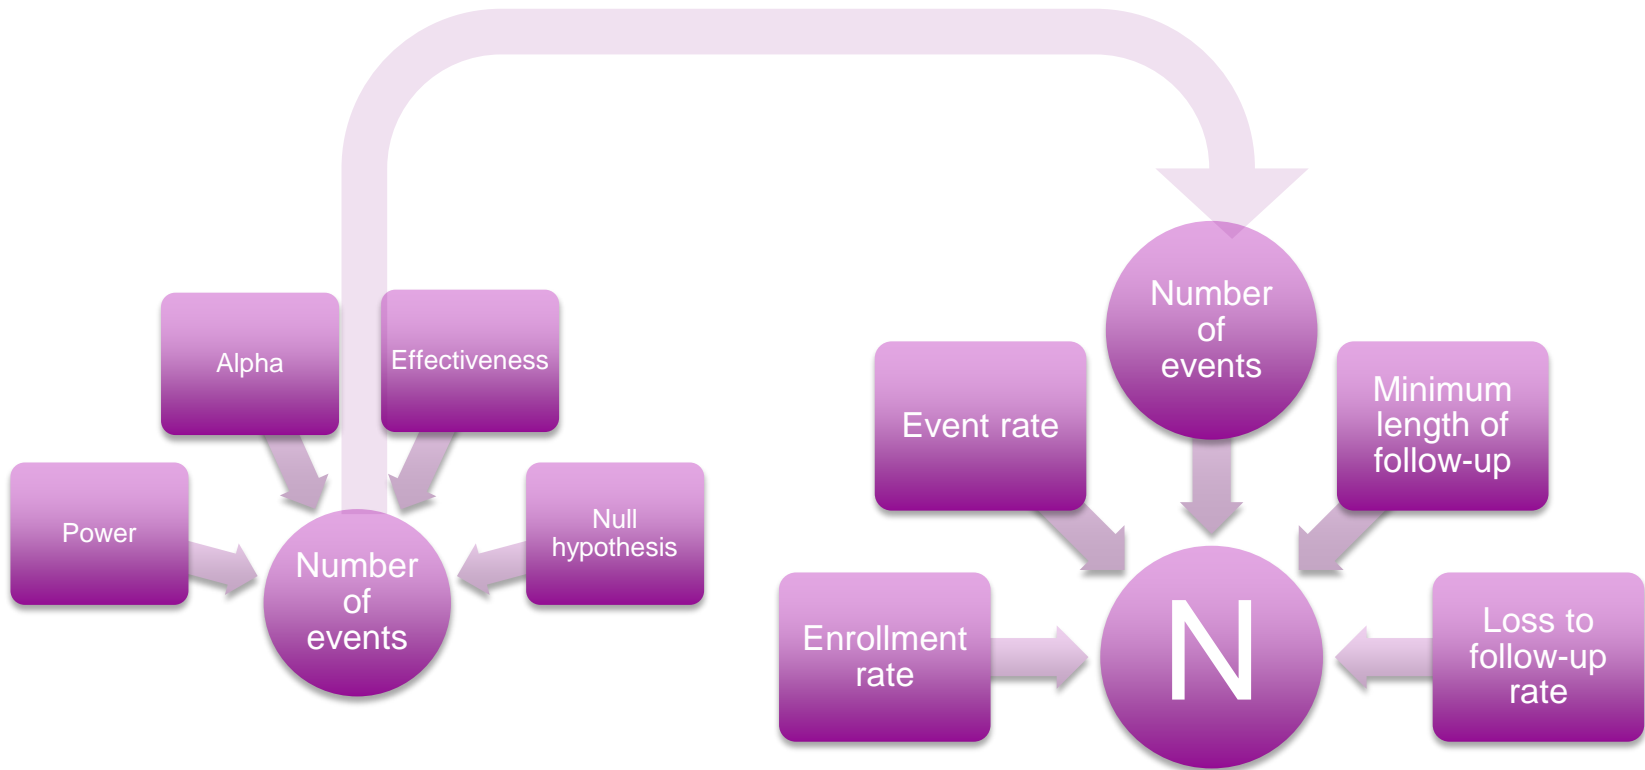 Alpha
Effectiveness
Power
Null
hypothesis
Number
of
events
Number
of
events
Event rate
Minimum
length of
follow-up
Enrollment
rate
N
Loss to
follow-up
rate